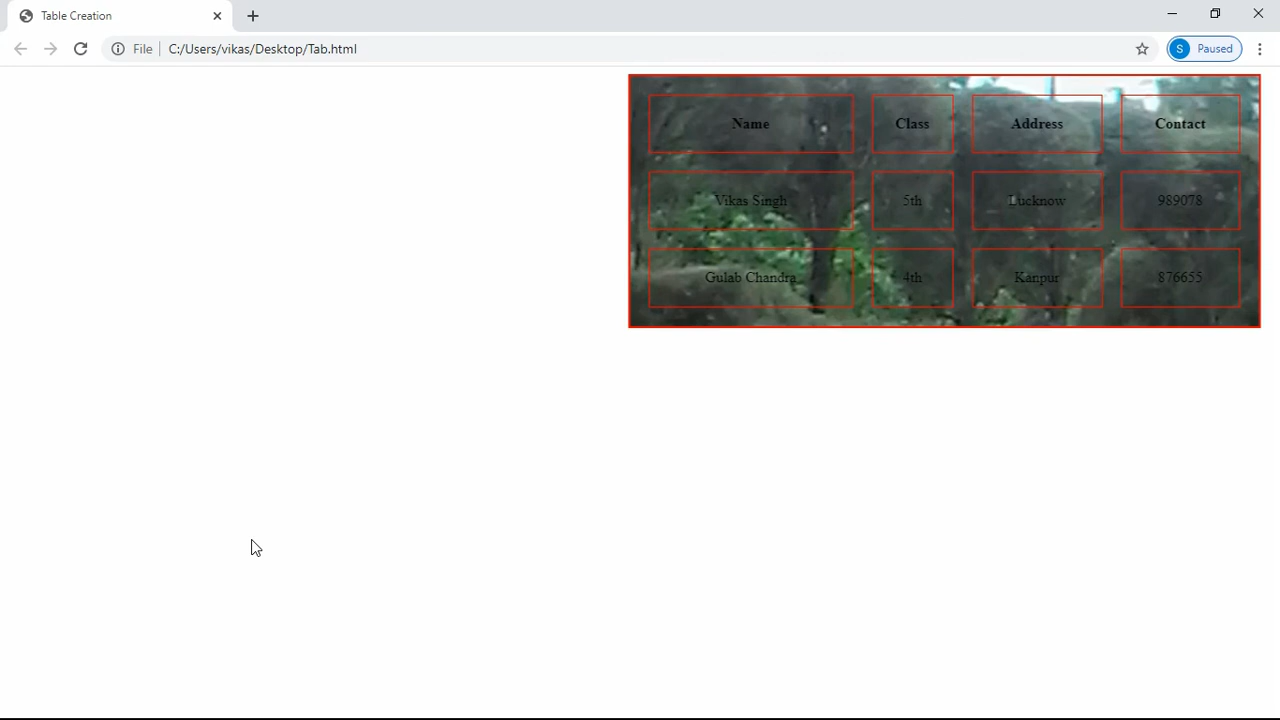 Table Creation
File C:/Users/vikas/Desktop/Tab.html
S Paused
Name Class Address Contact
Vikas Singh 5th Lucknow 989078
Gulab Chandra 4th Kanpur 876655